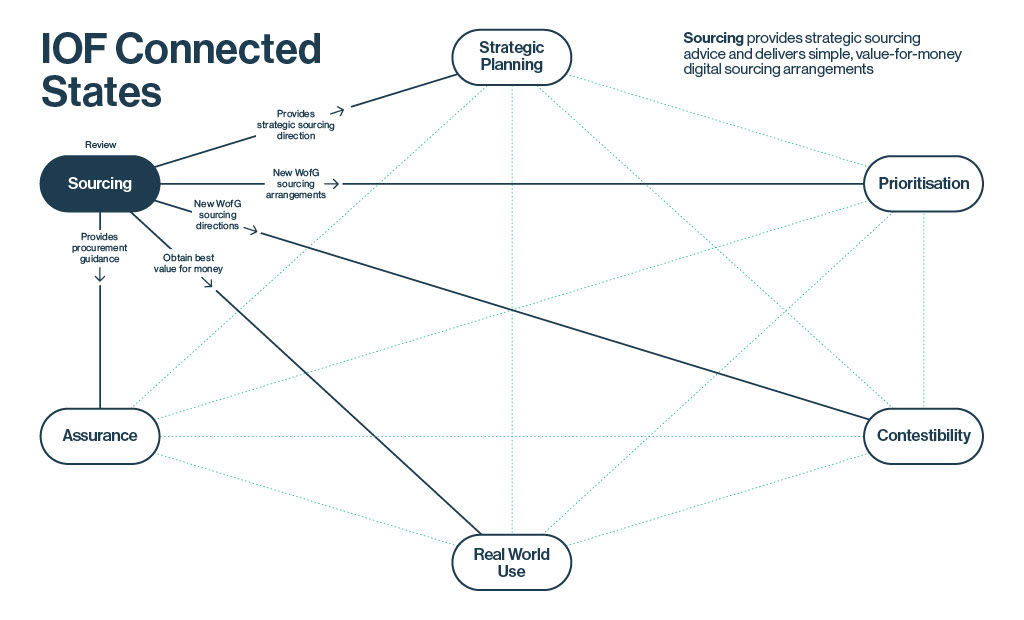 IOF Connected
States
Sourcing provides strategic sourcing
advice and delivers simple, value-for-money
digital sourcing arrangements
Strategic
Planning
Provides
strategic sourcing
direction
Review
Sourcing
New WofG
sourcing
arrangements
Prioritisation
New WofG
sourcing
directions
Provides
procurement
guidance
Obtain best
value for money
Assurance
Contestibility
Real World
Use